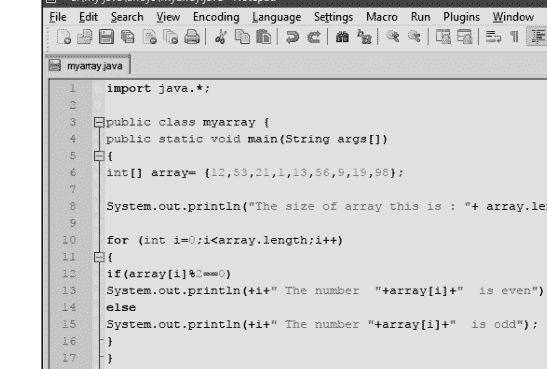 File Edit Search View Encoding Language Settings Macro Run Plugins Window
myarray.java
1 import java.*;
2
3 public class myarray {
4 public static void main(String args[])
5 {
6 int[] array= {12,53,21,1,13,56,9,19,98};
7
8 System.out.println("The size of array this is : "+ array.le
9
10 for (int i=0;i<array.length;i++)
11 {
12 if(array[i]%2==0)
13 System.out.println(+i+" The number  "+array[i]+"  is even")
14 else
15 System.out.println(+i+" The number "+array[i]+"  is odd");
16 }
17 }